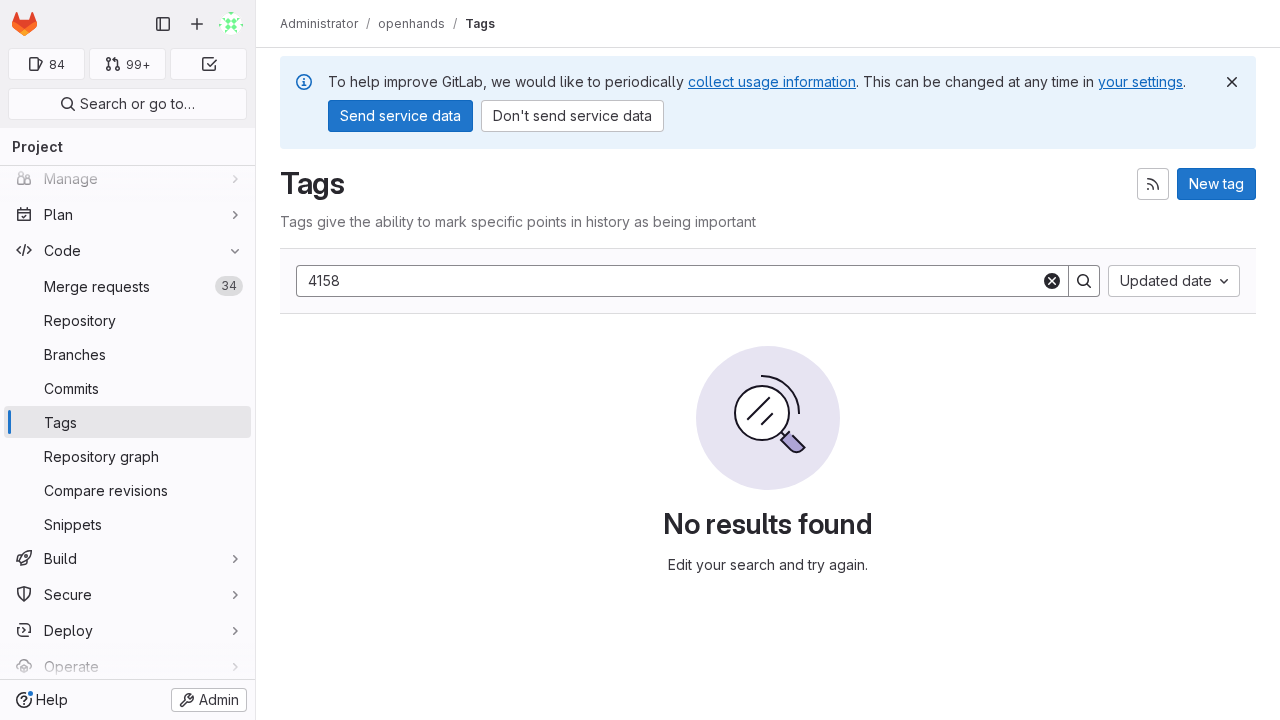 Administrator / openhands / Tags
84
99+
Search or go to…
Project
Manage
Plan
Code
Merge requests 34
Repository
Branches
Commits
Tags
Repository graph
Compare revisions
Snippets
Build
Secure
Deploy
Operate
Help
Admin
To help improve GitLab, we would like to periodically collect usage information. This can be changed at any time in your settings.
Send service data
Don't send service data
Tags
New tag
Tags give the ability to mark specific points in history as being important
4158
Updated date
No results found
Edit your search and try again.